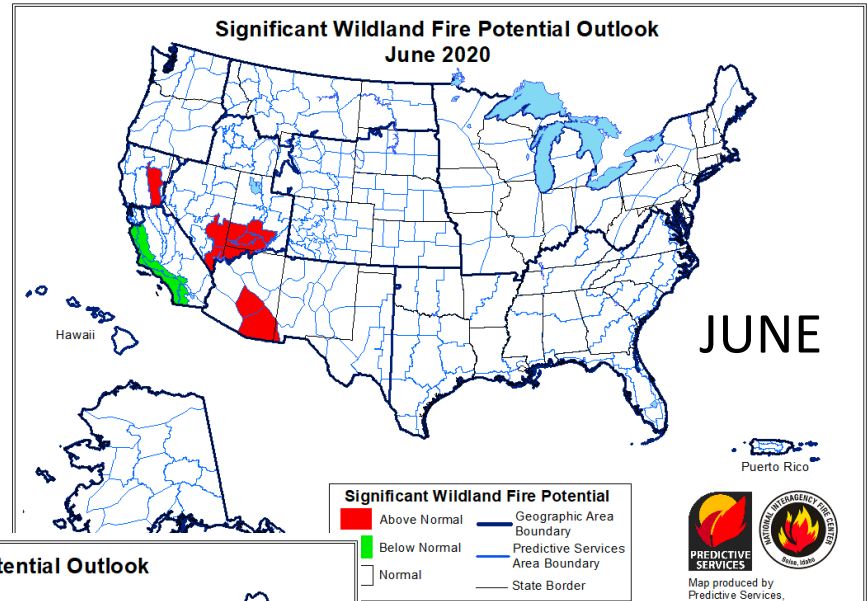 Significant Wildland Fire Potential Outlook
June 2020
JUNE
Hawaii
Puerto Rico
Significant Wildland Fire Potential
Above Normal
Below Normal
Normal
Geographic Area
Boundary
Predictive Services
Area Boundary
State Border
PREDICTIVE
SERVICES
NATIONAL INTERAGENCY FIRE CENTER
Boise, Idaho
Map produced by
Predictive Services,
tential Outlook